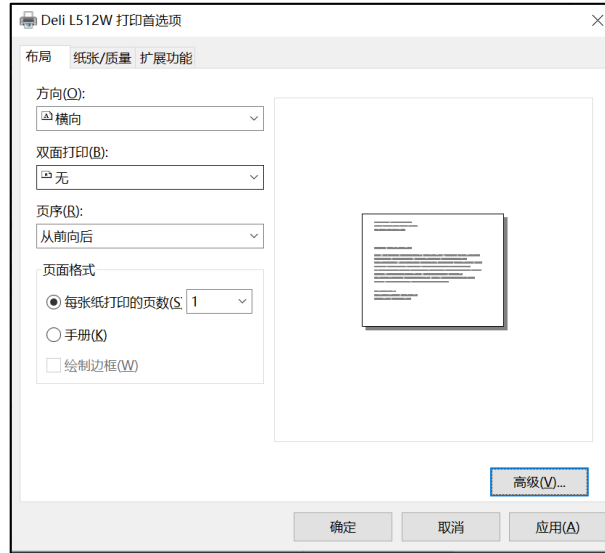 Deli L512W 打印首选项
布局 纸张/质量 扩展功能
方向(O):
横向
双面打印(B):
无
页序(R):
从前向后
页面格式
每张纸打印的页数(S 1
手册(K)
绘制边框(W)
高级(V)...
确定 取消 应用(A)